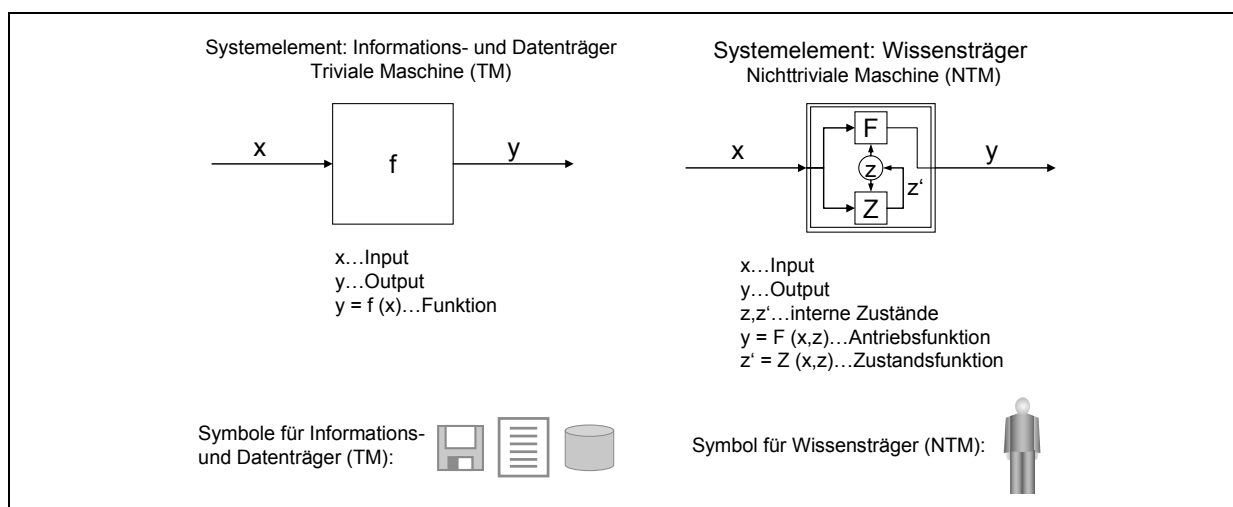 Systemelement: Informations- und Datenträger
Triviale Maschine (TM)
x
f
y
x…Input
y…Output
y = f (x)…Funktion
Systemelement: Wissensträger
Nichttriviale Maschine (NTM)
x
F
z
z‘
Z
y
x…Input
y…Output
z,z‘…interne Zustände
y = F (x,z)…Antriebsfunktion
z‘ = Z (x,z)…Zustandsfunktion
Symbole für Informations-
und Datenträger (TM):
Symbol für Wissensträger (NTM):